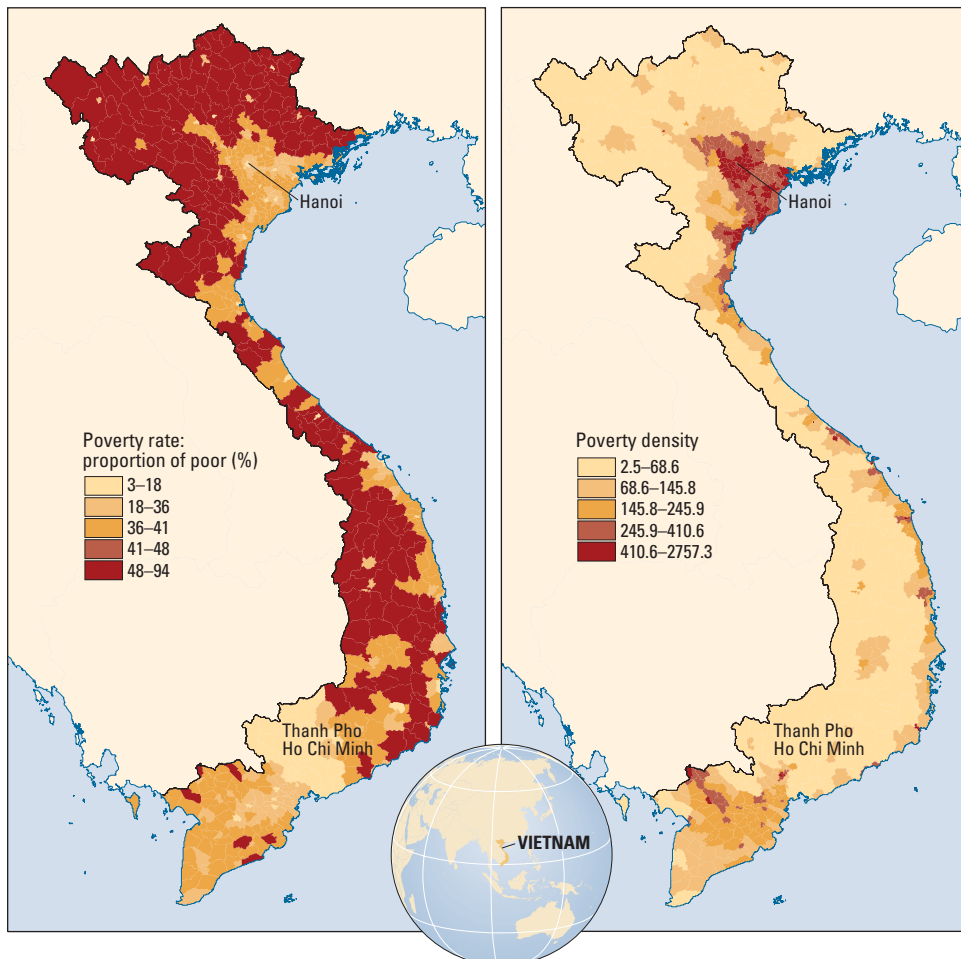 Hanoi
Poverty rate:
proportion of poor (%)
3–18
18–36
36–41
41–48
48–94
Thanh Pho
Ho Chi Minh
Hanoi
Poverty density
2.5–68.6
68.6–145.8
145.8–245.9
245.9–410.6
410.6–2757.3
Thanh Pho
Ho Chi Minh
VIETNAM